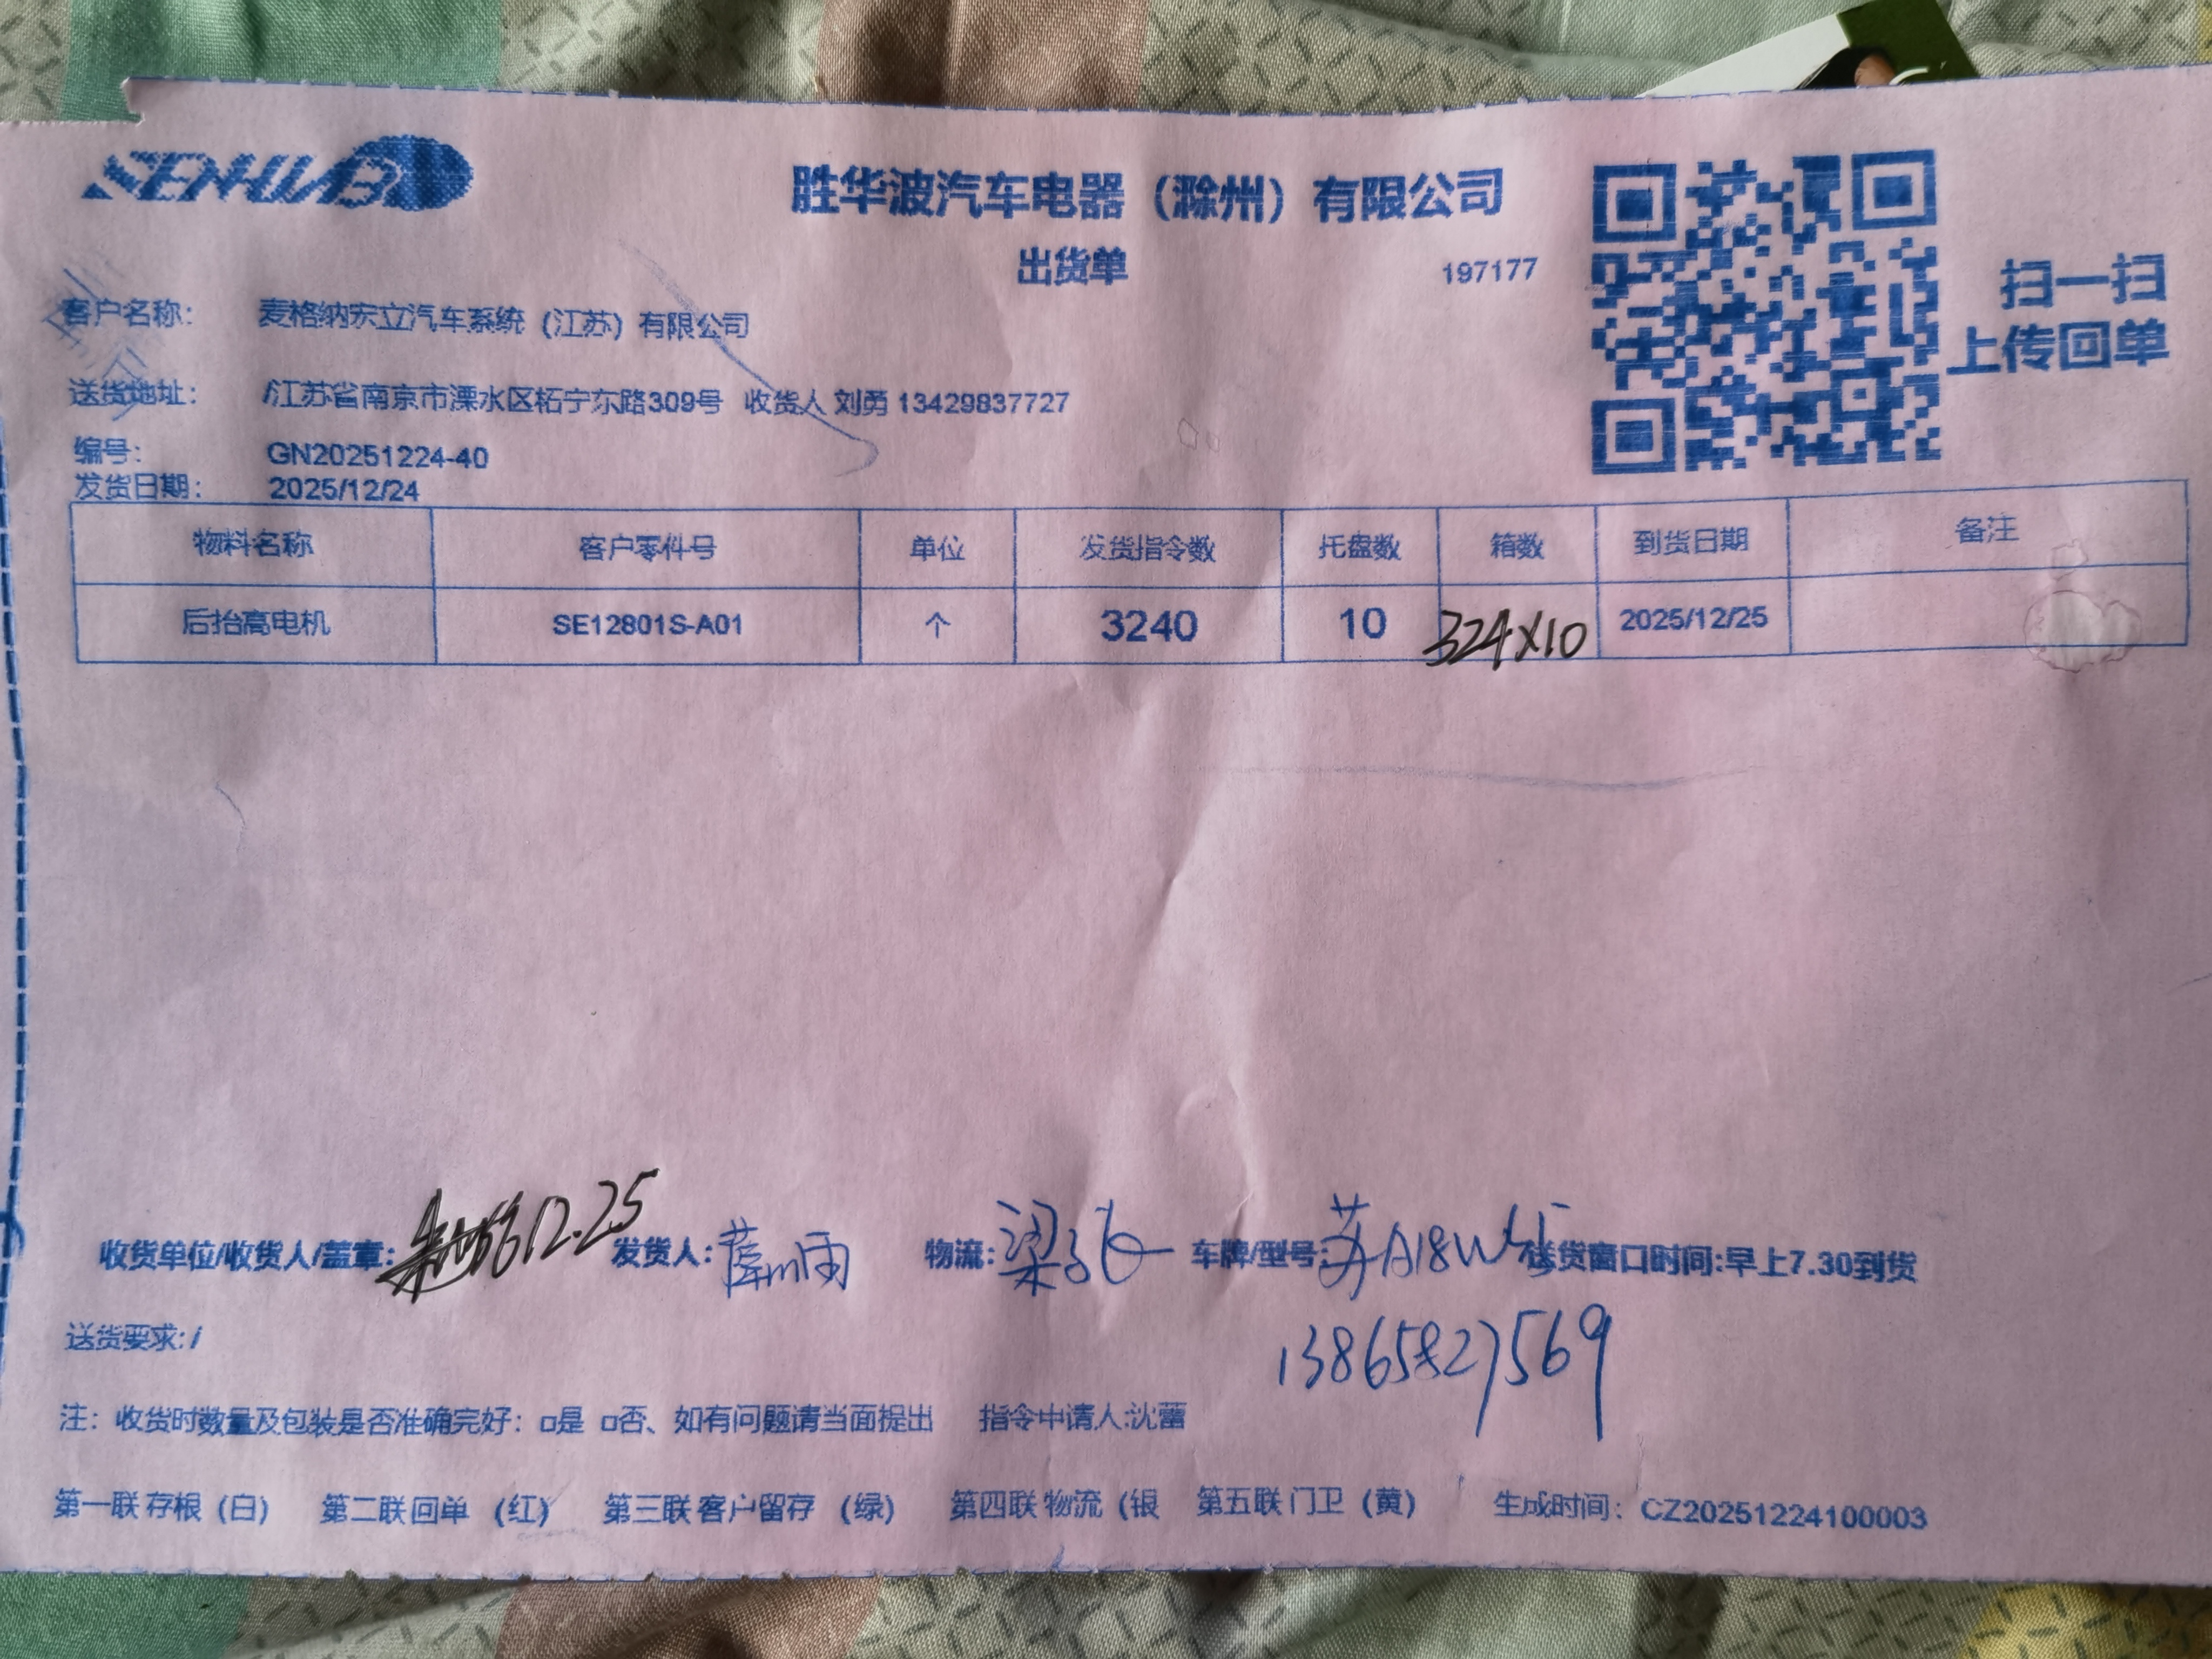 SENHUABO
胜华波汽车电器（滁州）有限公司
出货单 197177
扫一扫
上传回单
客户名称： 麦格纳宏立汽车系统（江苏）有限公司
送货地址： /江苏省南京市溧水区柘宁东路309号 收货人 刘勇 13429837727
编号： GN20251224-40
发货日期： 2025/12/24
物料名称 客户零件号 单位 发货指令数 托盘数 箱数 到货日期 备注
后抬高电机 SE12801S-A01 个 3240 10 324×10 2025/12/25
收货单位/收货人/盖章： 12.25 发货人： 物流： 梁 车牌/型号： 苏A18W 送货窗口时间:早上7.30到货
13865827569
送货要求:/
注：收货时数量及包装是否准确完好：□是 □否、如有问题请当面提出 指令申请人:沈蕾
第一联存根（白） 第二联回单 （红） 第三联客户留存 （绿） 第四联物流（银 第五联门卫（黄） 生成时间： CZ20251224100003